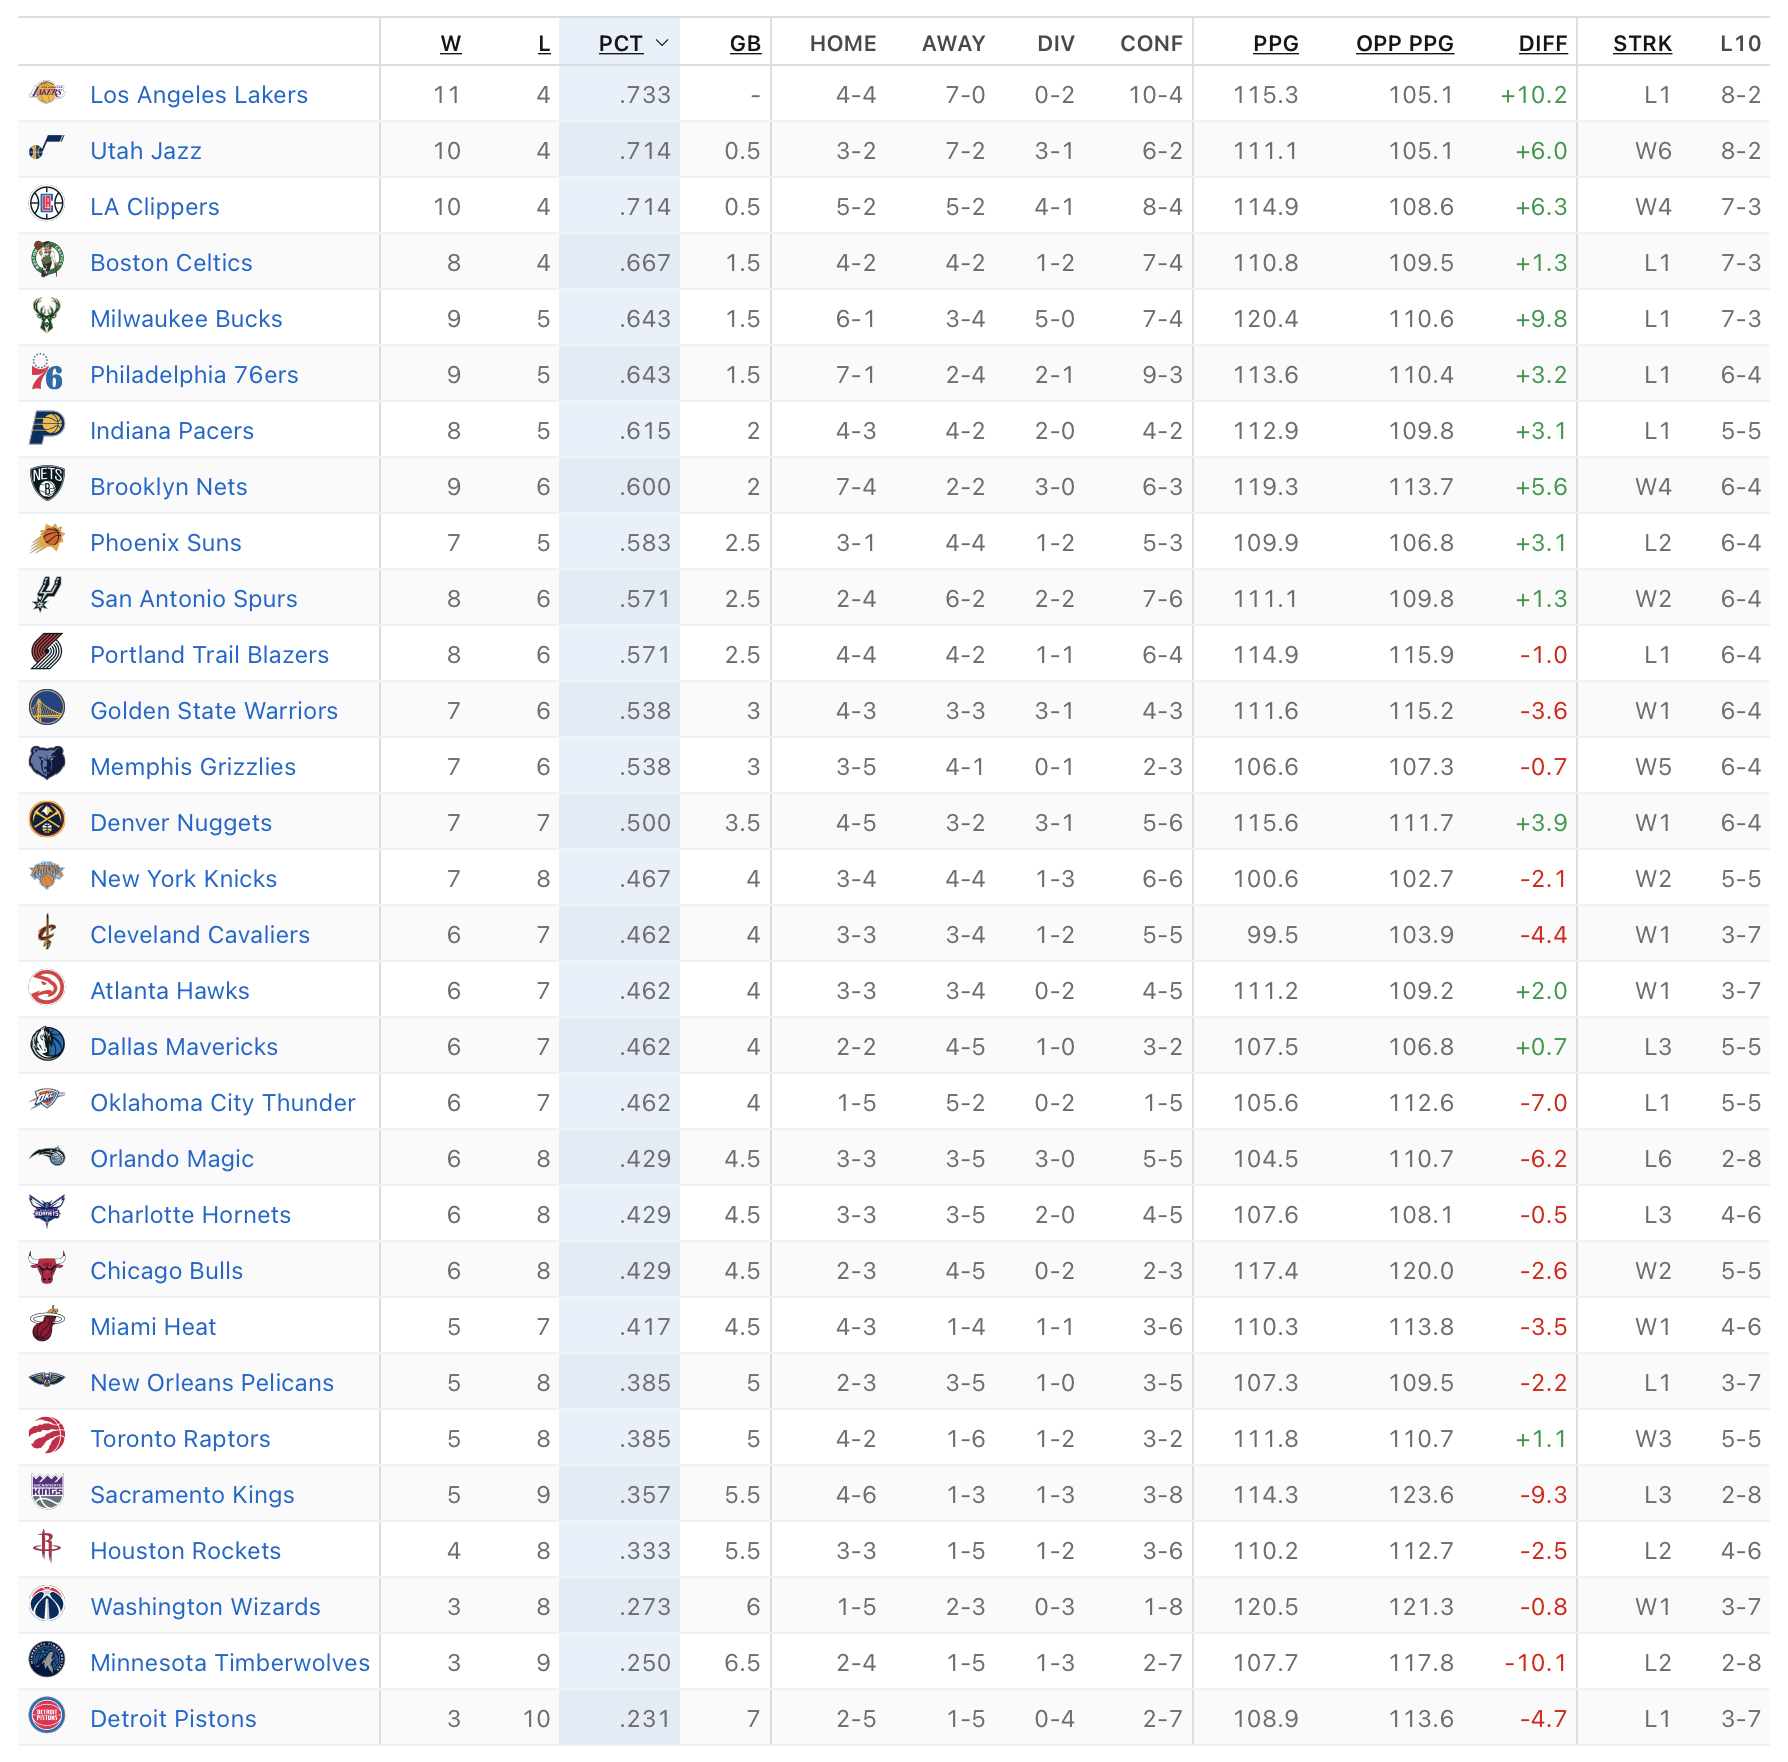 W L PCT GB HOME AWAY DIV CONF PPG OPP PPG DIFF STRK L10
Los Angeles Lakers 11 4 .733 - 4-4 7-0 0-2 10-4 115.3 105.1 +10.2 L1 8-2
Utah Jazz 10 4 .714 0.5 3-2 7-2 3-1 6-2 111.1 105.1 +6.0 W6 8-2
LA Clippers 10 4 .714 0.5 5-2 5-2 4-1 8-4 114.9 108.6 +6.3 W4 7-3
Boston Celtics 8 4 .667 1.5 4-2 4-2 1-2 7-4 110.8 109.5 +1.3 L1 7-3
Milwaukee Bucks 9 5 .643 1.5 6-1 3-4 5-0 7-4 120.4 110.6 +9.8 L1 7-3
Philadelphia 76ers 9 5 .643 1.5 7-1 2-4 2-1 9-3 113.6 110.4 +3.2 L1 6-4
Indiana Pacers 8 5 .615 2 4-3 4-2 2-0 4-2 112.9 109.8 +3.1 L1 5-5
Brooklyn Nets 9 6 .600 2 7-4 2-2 3-0 6-3 119.3 113.7 +5.6 W4 6-4
Phoenix Suns 7 5 .583 2.5 3-1 4-4 1-2 5-3 109.9 106.8 +3.1 L2 6-4
San Antonio Spurs 8 6 .571 2.5 2-4 6-2 2-2 7-6 111.1 109.8 +1.3 W2 6-4
Portland Trail Blazers 8 6 .571 2.5 4-4 4-2 1-1 6-4 114.9 115.9 -1.0 L1 6-4
Golden State Warriors 7 6 .538 3 4-3 3-3 3-1 4-3 111.6 115.2 -3.6 W1 6-4
Memphis Grizzlies 7 6 .538 3 3-5 4-1 0-1 2-3 106.6 107.3 -0.7 W5 6-4
Denver Nuggets 7 7 .500 3.5 4-5 3-2 3-1 5-6 115.6 111.7 +3.9 W1 6-4
New York Knicks 7 8 .467 4 3-4 4-4 1-3 6-6 100.6 102.7 -2.1 W2 5-5
Cleveland Cavaliers 6 7 .462 4 3-3 3-4 1-2 5-5 99.5 103.9 -4.4 W1 3-7
Atlanta Hawks 6 7 .462 4 3-3 3-4 0-2 4-5 111.2 109.2 +2.0 W1 3-7
Dallas Mavericks 6 7 .462 4 2-2 4-5 1-0 3-2 107.5 106.8 +0.7 L3 5-5
Oklahoma City Thunder 6 7 .462 4 1-5 5-2 0-2 1-5 105.6 112.6 -7.0 L1 5-5
Orlando Magic 6 8 .429 4.5 3-3 3-5 3-0 5-5 104.5 110.7 -6.2 L6 2-8
Charlotte Hornets 6 8 .429 4.5 3-3 3-5 2-0 4-5 107.6 108.1 -0.5 L3 4-6
Chicago Bulls 6 8 .429 4.5 2-3 4-5 0-2 2-3 117.4 120.0 -2.6 W2 5-5
Miami Heat 5 7 .417 4.5 4-3 1-4 1-1 3-6 110.3 113.8 -3.5 W1 4-6
New Orleans Pelicans 5 8 .385 5 2-3 3-5 1-0 3-5 107.3 109.5 -2.2 L1 3-7
Toronto Raptors 5 8 .385 5 4-2 1-6 1-2 3-2 111.8 110.7 +1.1 W3 5-5
Sacramento Kings 5 9 .357 5.5 4-6 1-3 1-3 3-8 114.3 123.6 -9.3 L3 2-8
Houston Rockets 4 8 .333 5.5 3-3 1-5 1-2 3-6 110.2 112.7 -2.5 L2 4-6
Washington Wizards 3 8 .273 6 1-5 2-3 0-3 1-8 120.5 121.3 -0.8 W1 3-7
Minnesota Timberwolves 3 9 .250 6.5 2-4 1-5 1-3 2-7 107.7 117.8 -10.1 L2 2-8
Detroit Pistons 3 10 .231 7 2-5 1-5 0-4 2-7 108.9 113.6 -4.7 L1 3-7